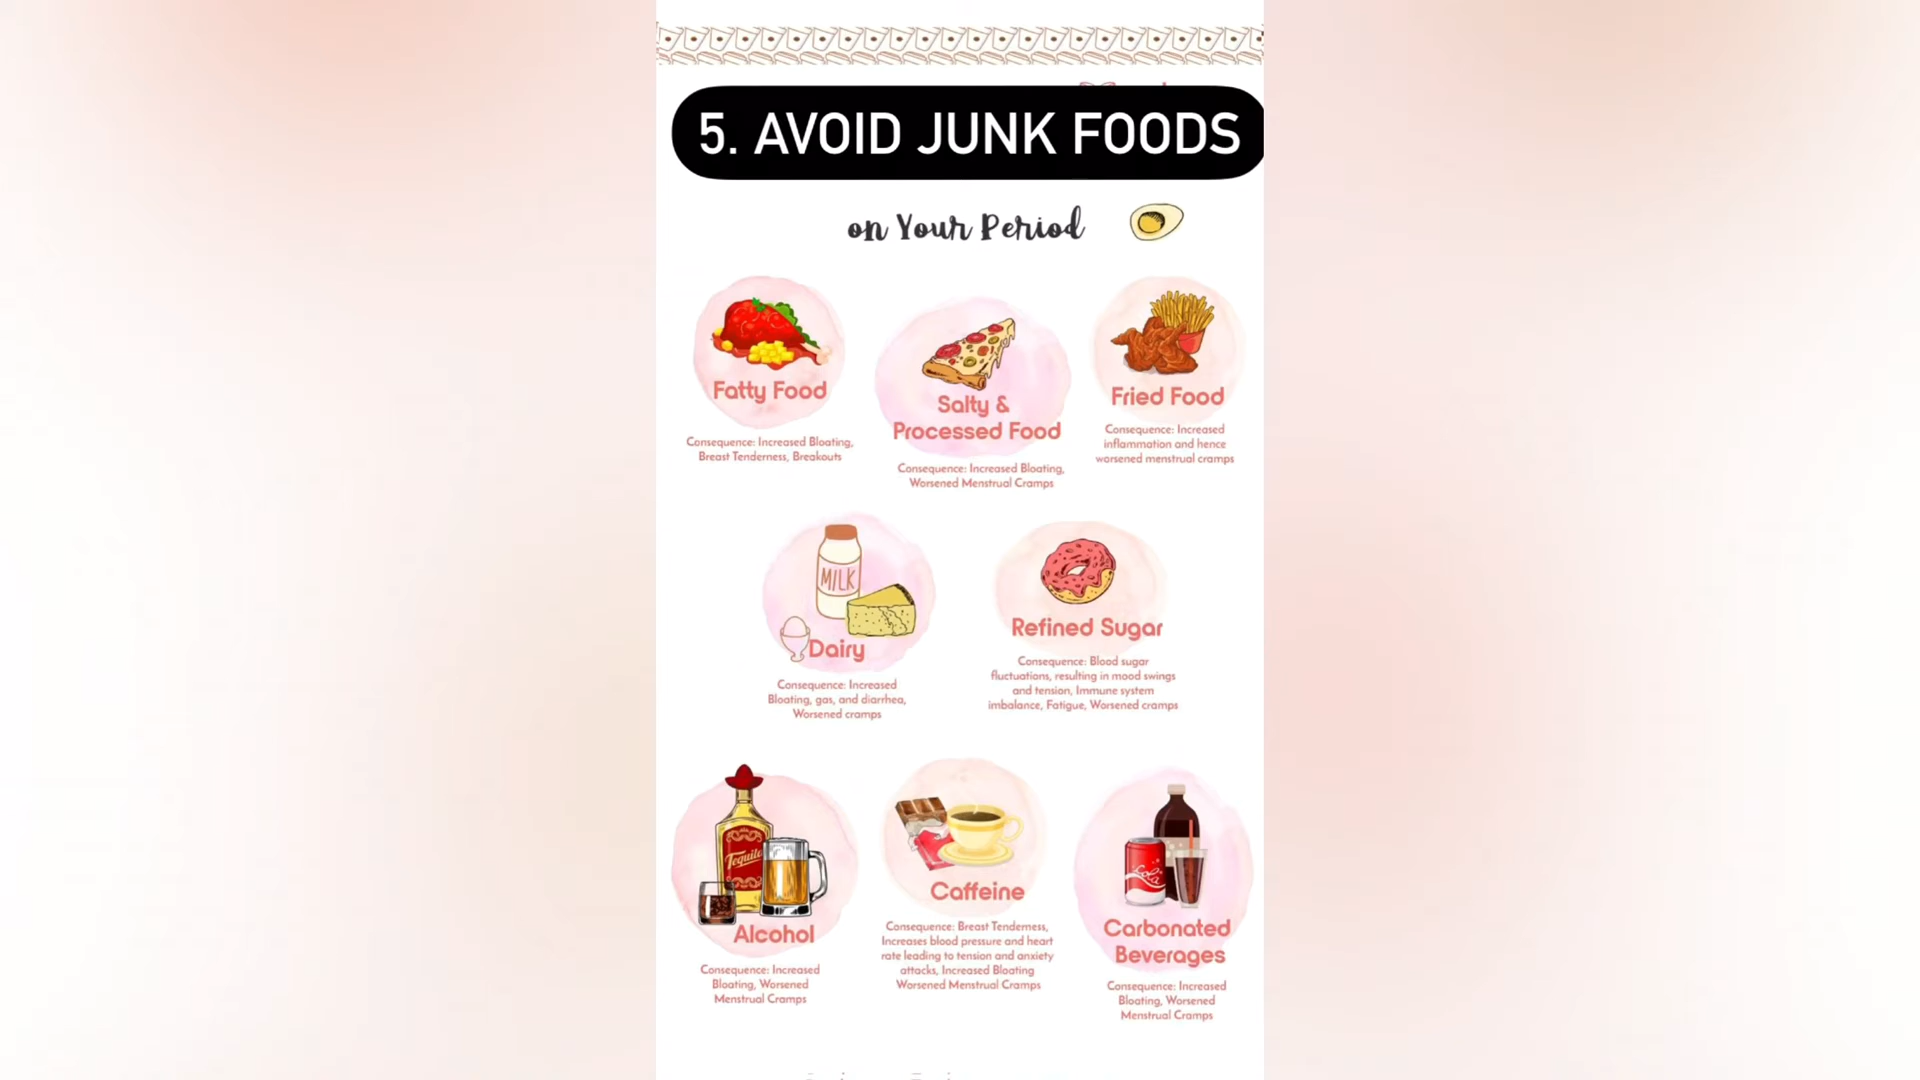 5. AVOID JUNK FOODS
on Your Period
Fatty Food
Consequence: Increased Bloating,
Breast Tenderness, Breakouts
Salty &
Processed Food
Consequence: Increased Bloating,
Worsened Menstrual Cramps
Fried Food
Consequence: Increased
inflammation and hence
worsened menstrual cramps
MILK
Dairy
Consequence: Increased
Bloating, gas, and diarrhea,
Worsened cramps
Refined Sugar
Consequence: Blood sugar
fluctuations, resulting in mood swings
and tension, Immune system
imbalance, Fatigue, Worsened cramps
Tequila
Alcohol
Consequence: Increased
Bloating, Worsened
Menstrual Cramps
Caffeine
Consequence: Breast Tenderness,
Increases blood pressure and heart
rate leading to tension and anxiety
attacks, Increased Bloating
Worsened Menstrual Cramps
Cola
Carbonated
Beverages
Consequence: Increased
Bloating, Worsened
Menstrual Cramps